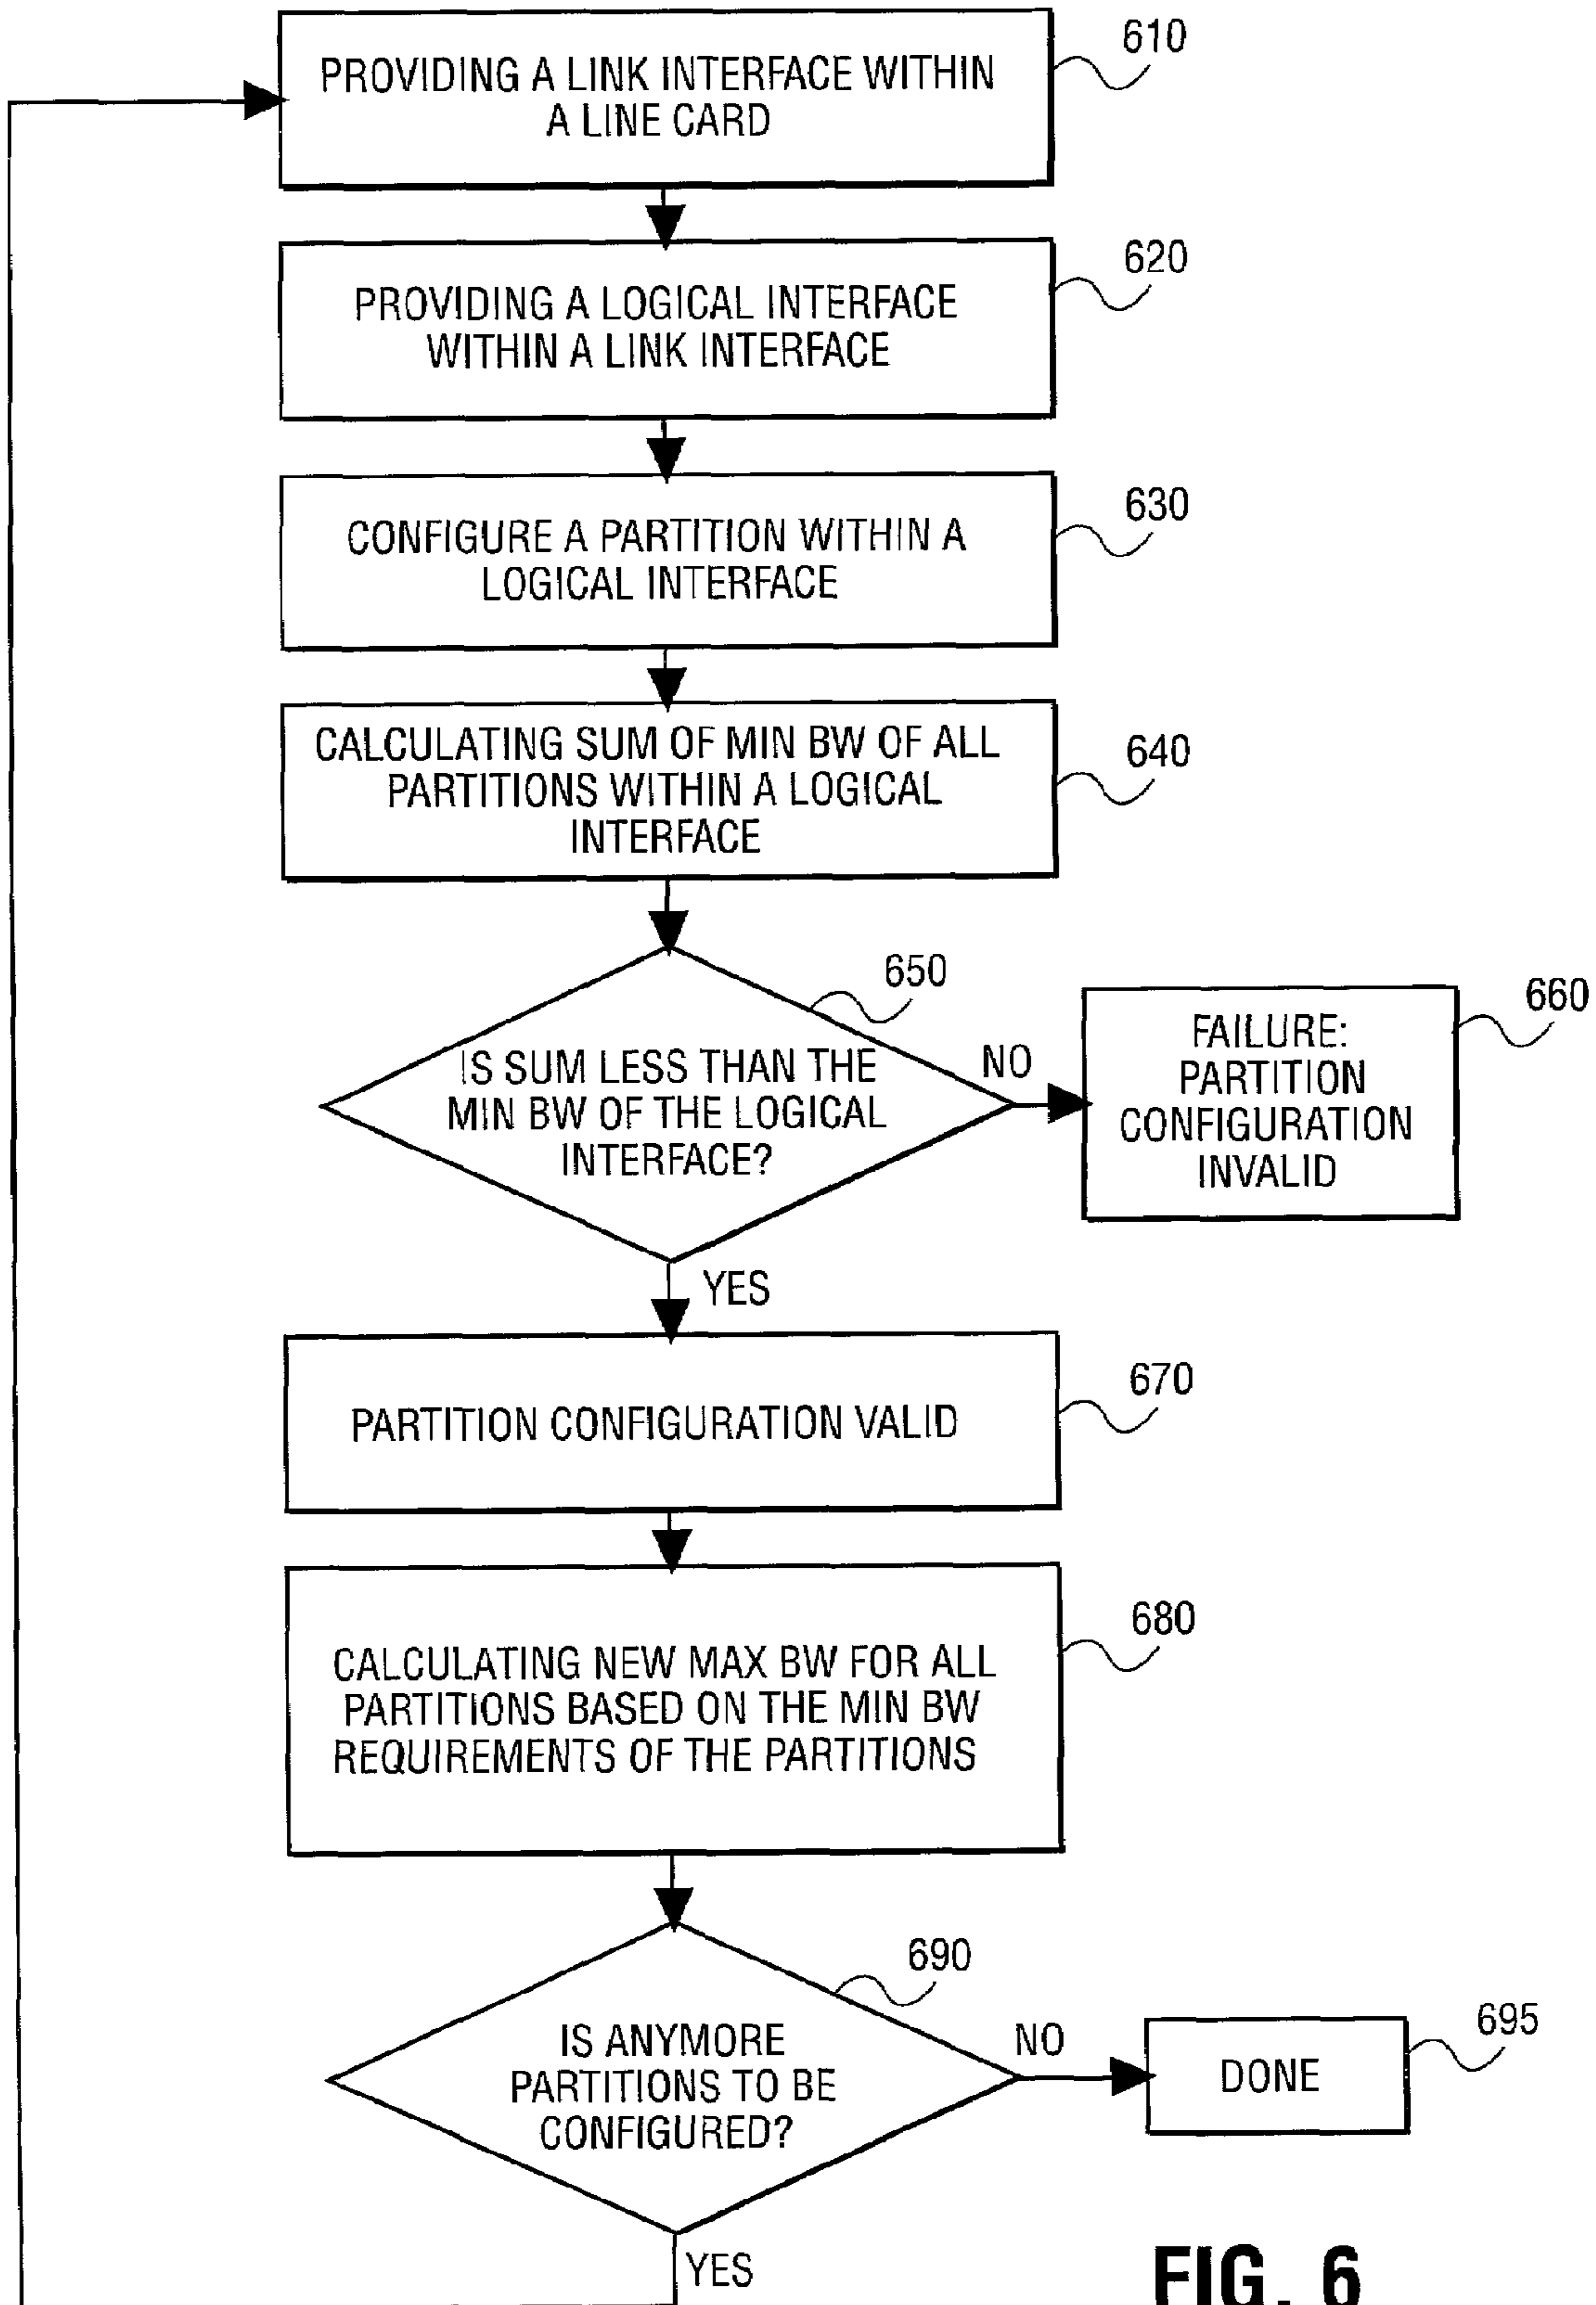 610
PROVIDING A LINK INTERFACE WITHIN
A LINE CARD
620
PROVIDING A LOGICAL INTERFACE
WITHIN A LINK INTERFACE
630
CONFIGURE A PARTITION WITHIN A
LOGICAL INTERFACE
640
CALCULATING SUM OF MIN BW OF ALL
PARTITIONS WITHIN A LOGICAL
INTERFACE
650
IS SUM LESS THAN THE
MIN BW OF THE LOGICAL
INTERFACE?
NO
660
FAILURE:
PARTITION
CONFIGURATION
INVALID
YES
670
PARTITION CONFIGURATION VALID
680
CALCULATING NEW MAX BW FOR ALL
PARTITIONS BASED ON THE MIN BW
REQUIREMENTS OF THE PARTITIONS
690
IS ANYMORE
PARTITIONS TO BE
CONFIGURED?
NO
695
DONE
YES
FIG. 6